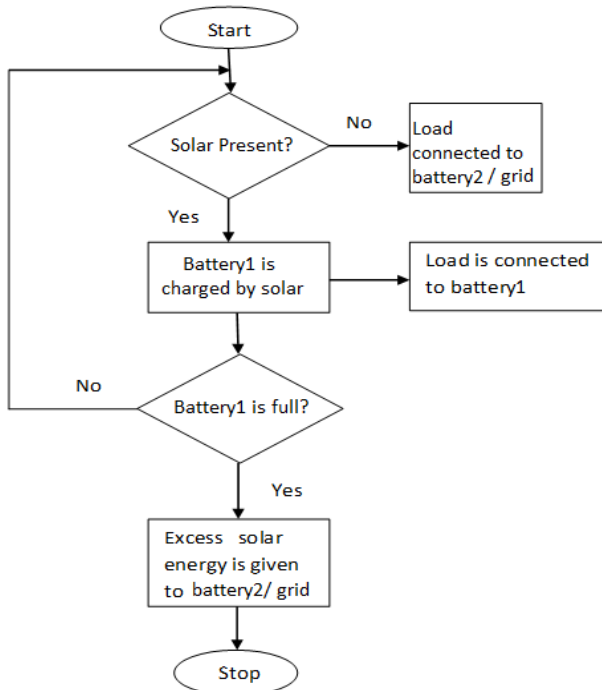 Start
Solar Present?
No
Load
connected to
battery2 / grid
Yes
Battery1 is
charged by solar
Load is connected
to battery1
No
Battery1 is full?
Yes
Excess solar
energy is given
to battery2/ grid
Stop